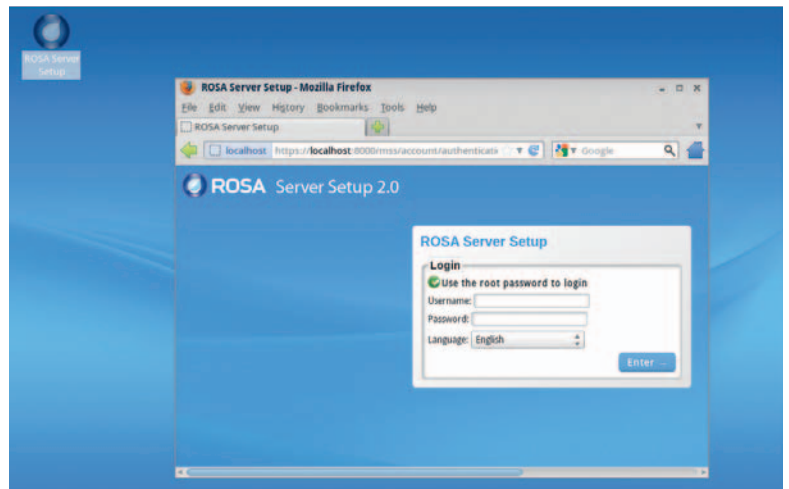 ROSA Server
Setup
ROSA Server Setup - Mozilla Firefox
File Edit View History Bookmarks Tools Help
ROSA Server Setup
localhost https://localhost:8000/mss/account/authenticati Google
ROSA Server Setup 2.0
ROSA Server Setup
Login
Use the root password to login
Username:
Password:
Language: English
Enter